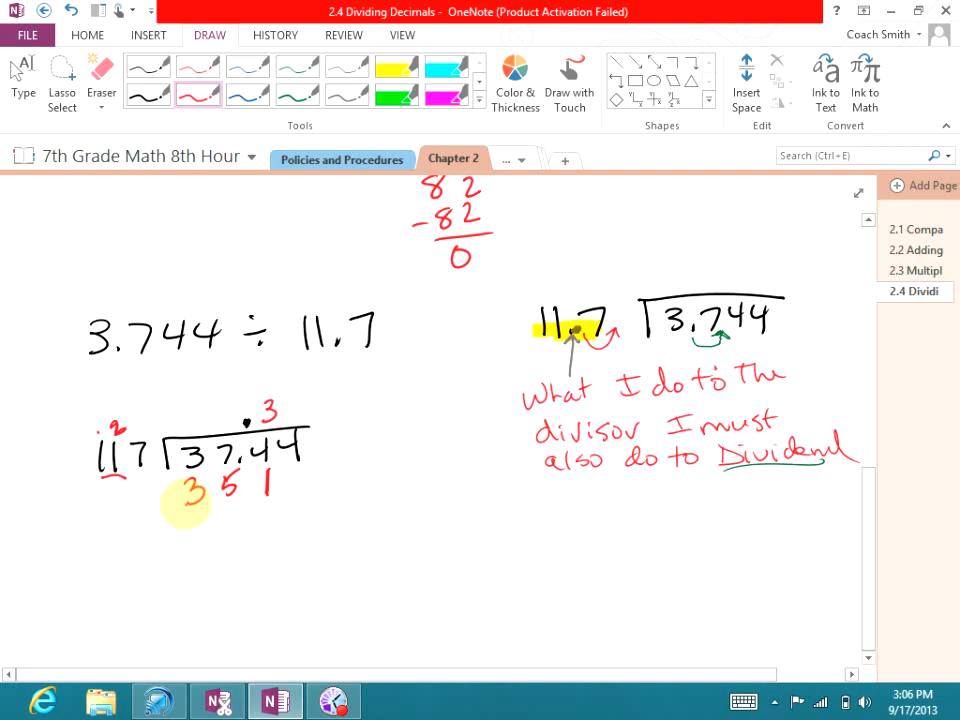 2.4 Dividing Decimals - OneNote (Product Activation Failed)
FILE HOME INSERT DRAW HISTORY REVIEW VIEW Coach Smith
Type Lasso Select Eraser Color & Thickness Draw with Touch Insert Space Ink to Text Ink to Math
Tools Shapes Edit Convert
7th Grade Math 8th Hour Policies and Procedures Chapter 2 ... + Search (Ctrl+E)
Add Page
2.1 Compa
2.2 Adding
2.3 Multipl
2.4 Dividi
8 2
-82
0
3.744 ÷ 11.7
11.7 3.744
What I do to the
divisor I must
also do to Dividend
2 . 3
117 37.44
3 5 1
3:06 PM
9/17/2013